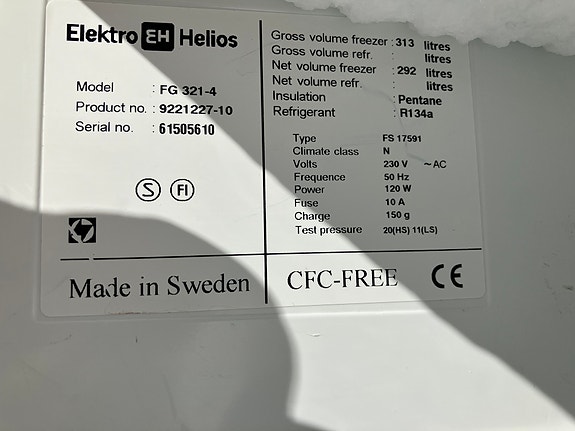 Elektro EH Helios
Model : FG 321-4
Product no. : 9221227-10
Serial no. : 61505610
S FI
Made in Sweden
Gross volume freezer : 313 litres
Gross volume refr. : litres
Net volume freezer : 292 litres
Net volume refr. : litres
Insulation : Pentane
Refrigerant : R134a
Type FS 17591
Climate class N
Volts 230 V ~AC
Frequence 50 Hz
Power 120 W
Fuse 10 A
Charge 150 g
Test pressure 20(HS) 11(LS)
CFC-FREE CE